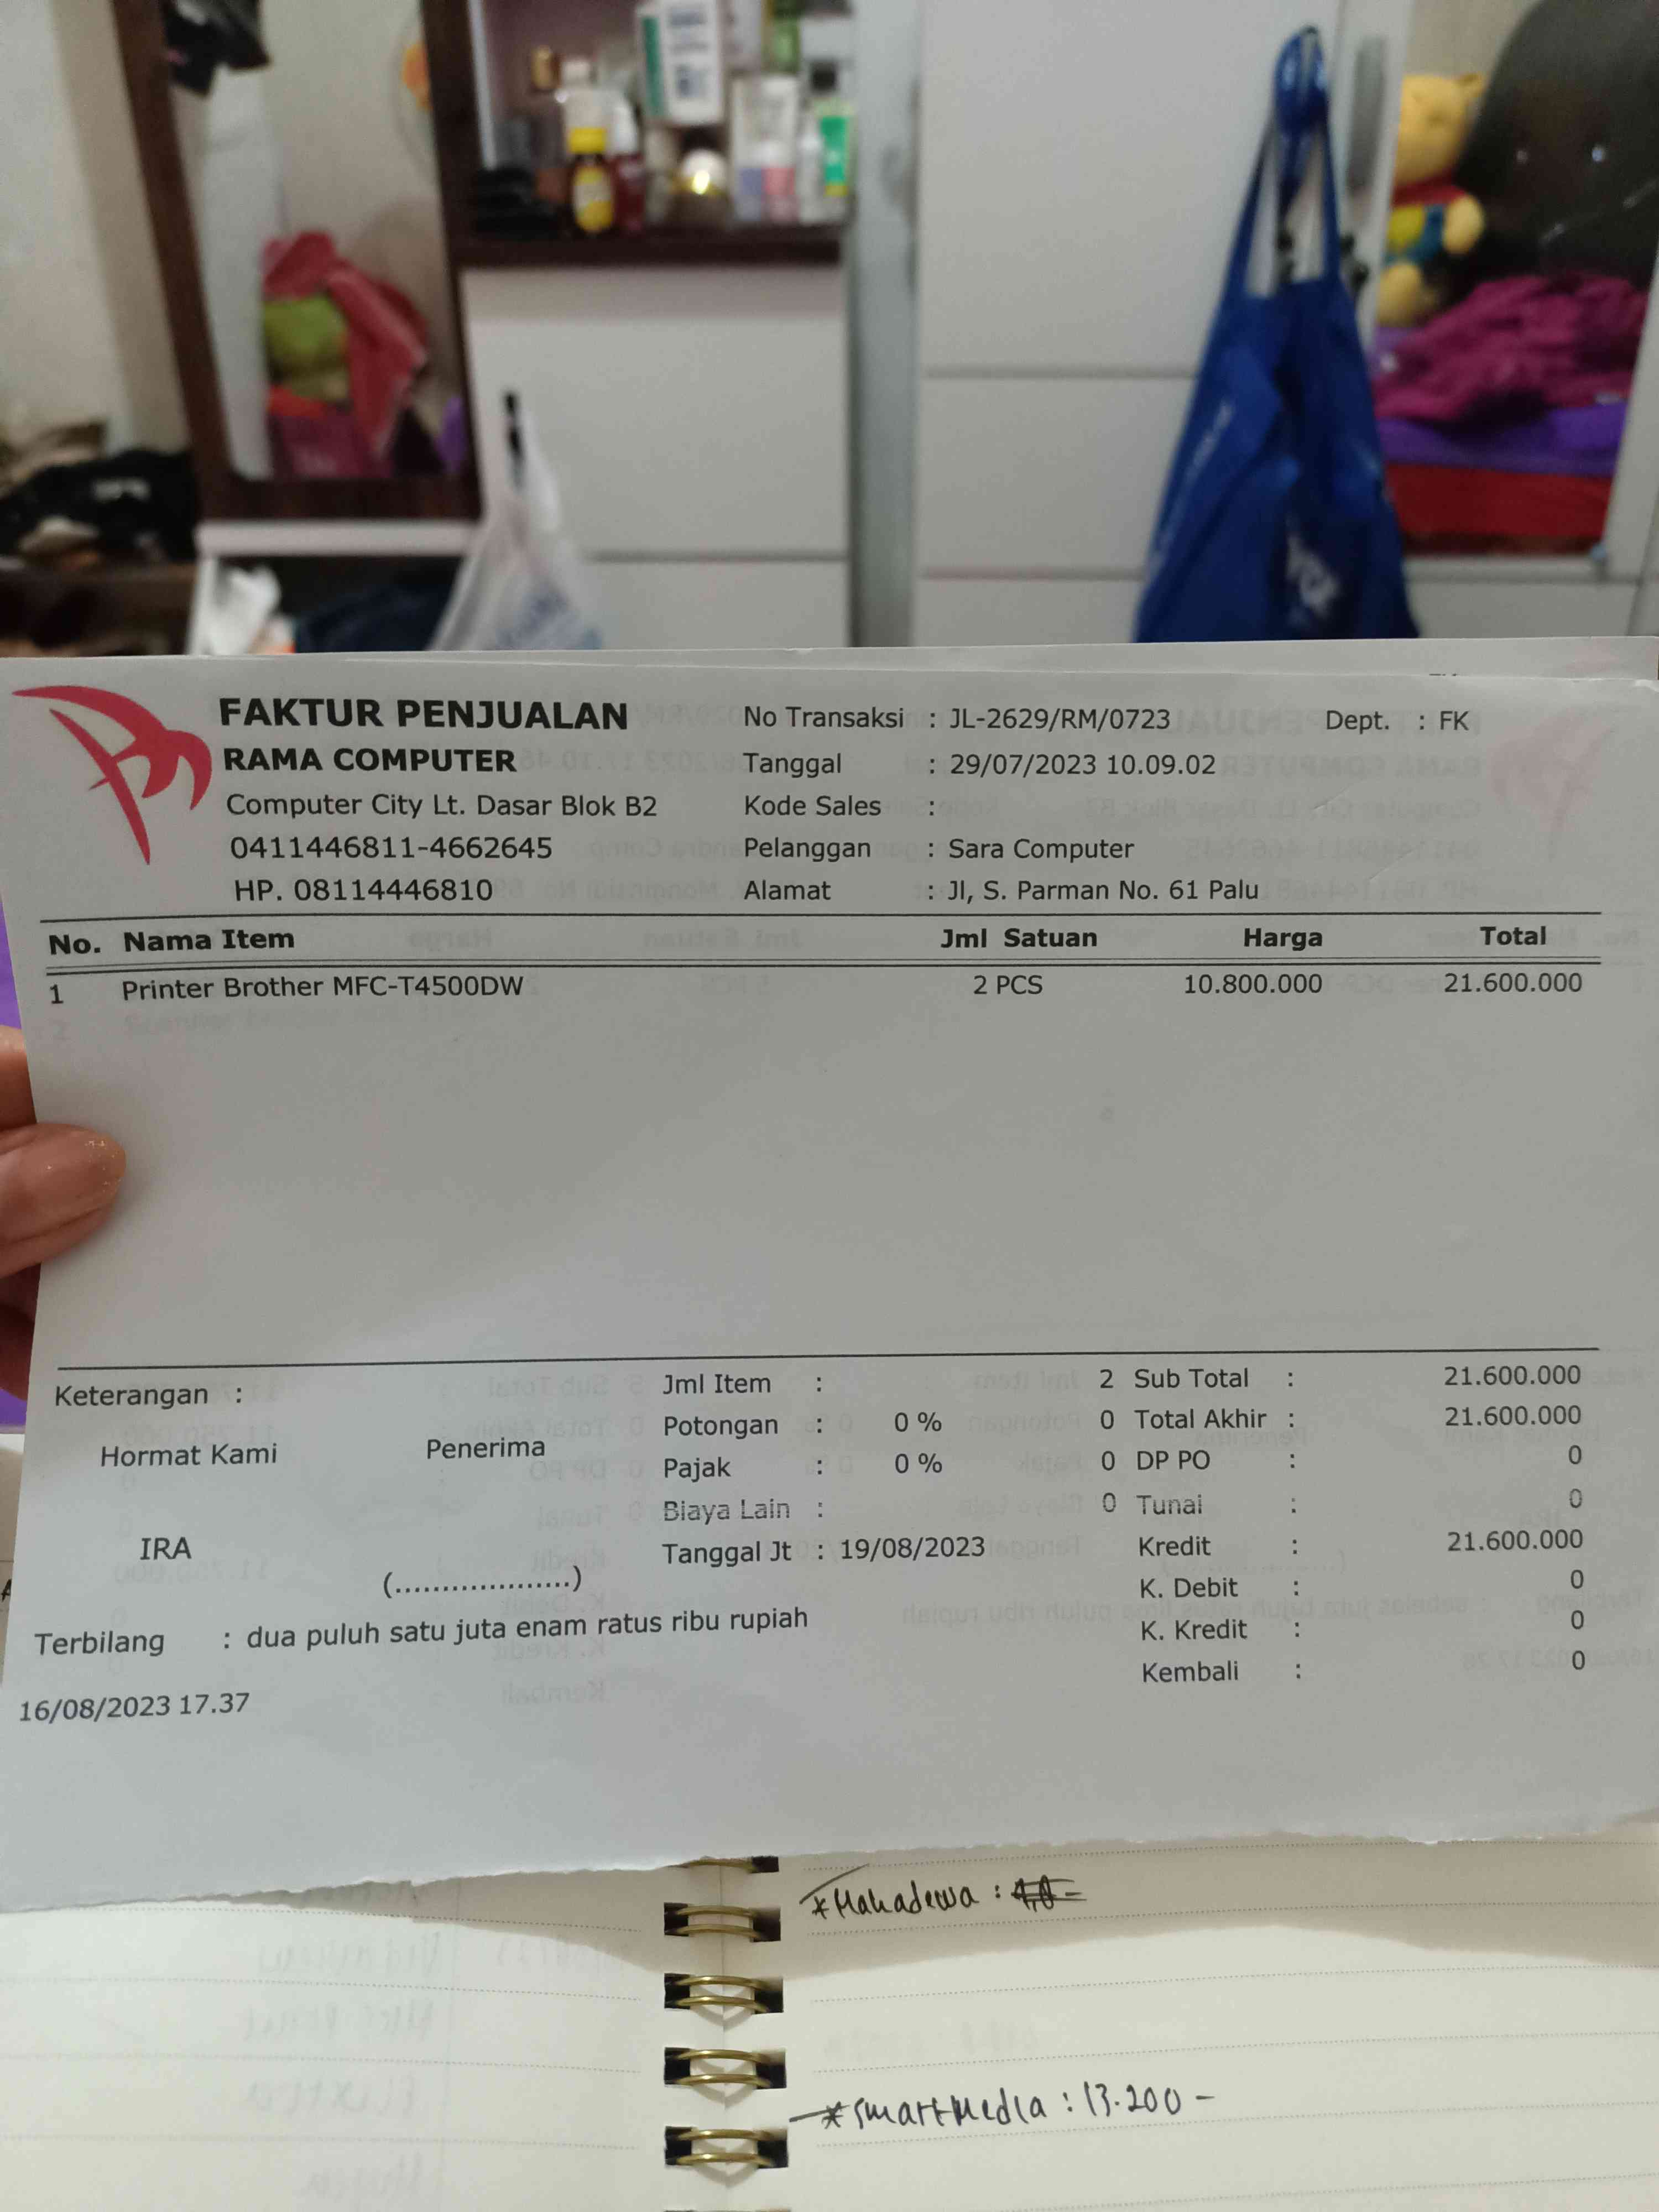 FAKTUR PENJUALAN
RAMA COMPUTER
Computer City Lt. Dasar Blok B2
0411446811-4662645
HP. 08114446810
No Transaksi : JL-2629/RM/0723
Dept. : FK
Tanggal : 29/07/2023 10.09.02
Kode Sales :
Pelanggan : Sara Computer
Alamat : Jl, S. Parman No. 61 Palu
No. Nama Item Jml Satuan Harga Total
1 Printer Brother MFC-T4500DW 2 PCS 10.800.000 21.600.000
Keterangan :
Hormat Kami Penerima
IRA
(....................)
Jml Item : 2
Potongan : 0 % 0
Pajak : 0 % 0
Biaya Lain : 0
Tanggal Jt : 19/08/2023
Sub Total : 21.600.000
Total Akhir : 21.600.000
DP PO : 0
Tunai : 0
Kredit : 21.600.000
K. Debit : 0
K. Kredit : 0
Kembali : 0
Terbilang : dua puluh satu juta enam ratus ribu rupiah
16/08/2023 17.37
*Mahadewa :
*SmartMedia : 13.200 -